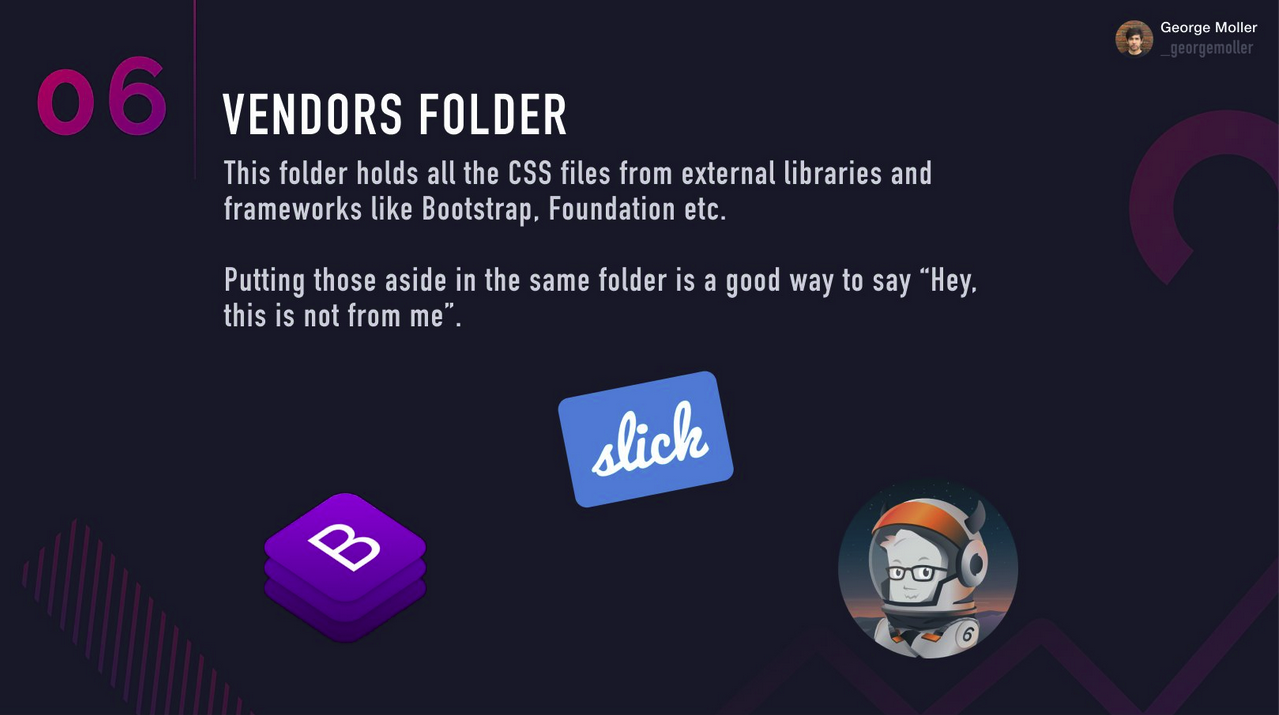 George Moller
_georgemoller
06
VENDORS FOLDER
This folder holds all the CSS files from external libraries and
frameworks like Bootstrap, Foundation etc.
Putting those aside in the same folder is a good way to say “Hey,
this is not from me”.
slick
B
6